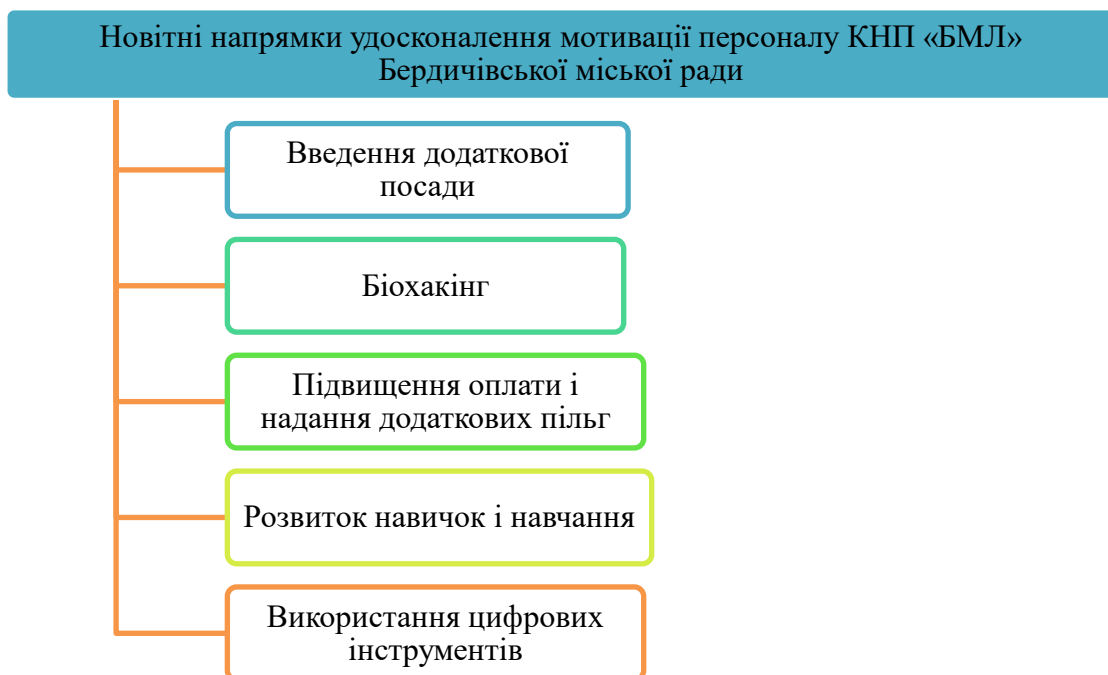 Новітні напрямки удосконалення мотивації персоналу КНП «БМЛ»
Бердичівської міської ради
Введення додаткової
посади
Біохакінг
Підвищення оплати і
надання додаткових пільг
Розвиток навичок і навчання
Використання цифрових
інструментів